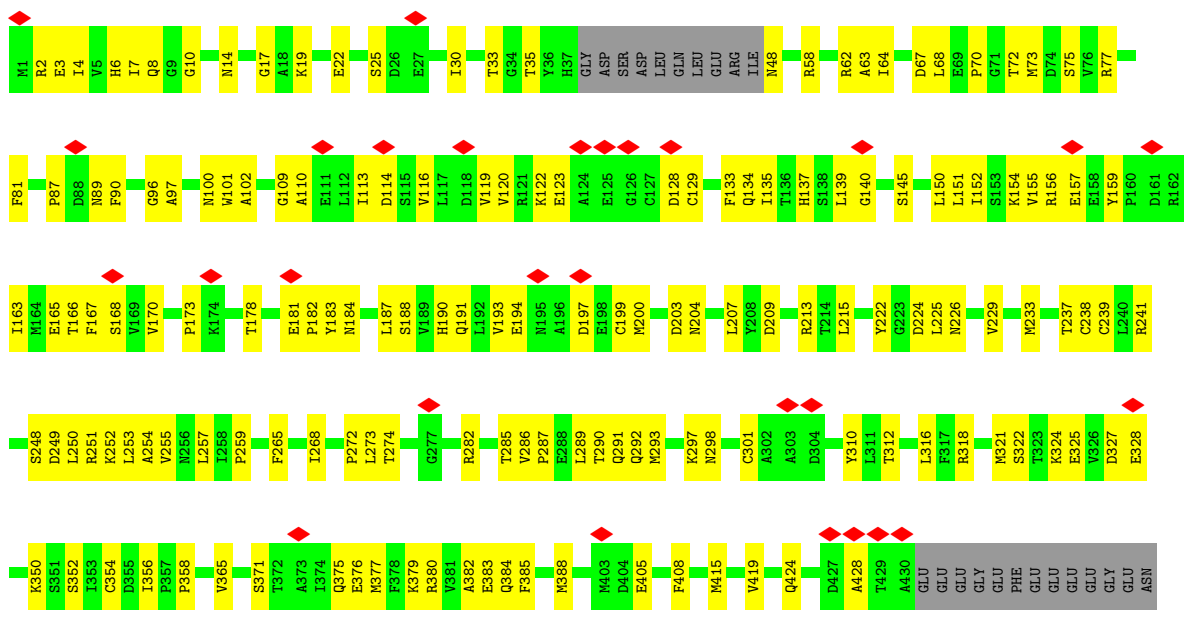 M1 R2 E3 I4 V5 H6 I7 Q8 G9 G10 N14 G17 A18 K19 E22 S25 D26 E27 I30 T33 G34 T35 Y36 H37 GLY ASP SER ASP LEU GLN LEU GLU ARG ILE N48 R58 R62 A63 I64 D67 L68 E69 P70 G71 T72 M73 D74 S75 V76 R77
F81 P87 D88 N89 F90 G96 A97 N100 W101 A102 G109 A110 E111 L112 I113 D114 S115 V116 L117 D118 V119 V120 R121 K122 E123 A124 E125 G126 C127 D128 C129 F133 Q134 I135 T136 H137 S138 L139 G140 S145 L150 L151 I152 S153 K154 V155 R156 E157 E158 Y159 P160 D161 R162
I163 M164 E165 T166 F167 S168 V169 V170 P173 K174 T178 E181 P182 Y183 N184 L187 S188 V189 H190 Q191 L192 V193 E194 N195 A196 D197 E198 C199 M200 D203 N204 L207 Y208 D209 R213 T214 L215 Y222 G223 D224 L225 N226 V229 M233 T237 C238 C239 L240 R241
S248 D249 L250 R251 K252 L253 A254 V255 N256 L257 I258 P259 F265 I268 P272 L273 T274 G277 R282 T285 V286 P287 E288 L289 T290 Q291 Q292 M293 K297 N298 C301 A302 A303 D304 Y310 L311 T312 L316 F317 R318 M321 S322 T323 K324 E325 V326 D327 E328
K350 S351 S352 I353 C354 D355 I356 P357 P358 V365 S371 T372 A373 I374 Q375 E376 M377 F378 K379 R380 V381 A382 E383 Q384 F385 M388 M403 D404 E405 F408 M415 V419 Q424 D427 A428 T429 A430 GLU GLU GLU GLY GLU PHE GLU GLU GLU GLU GLY GLU ASN